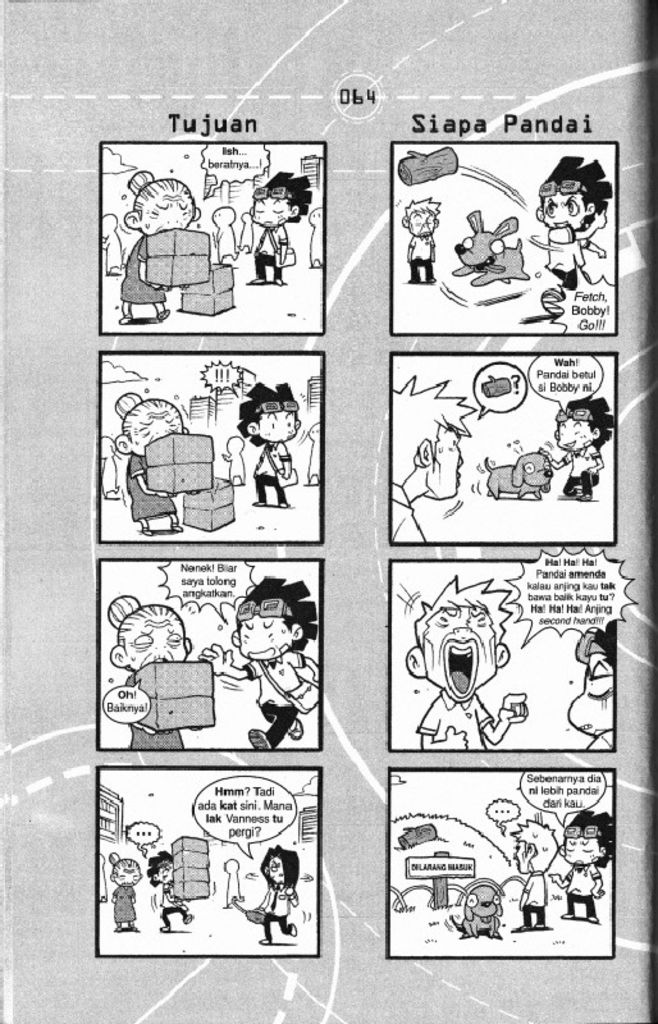 064
Tujuan
Iish...
beratnya...!
!!!
Nenek! Biar
saya tolong
angkatkan.
Oh!
Baiknya!
...
Hmm? Tadi
ada kat sini. Mana
lak Vanness tu
pergi?
Siapa Pandai
Fetch,
Bobby!
Go!!!
?
Wah!
Pandai betul
si Bobby ni.
Ha! Ha! Ha!
Pandai amenda
kalau anjing kau tak
bawa balik kayu tu?
Ha! Ha! Ha! Anjing
second hand!!!
Sebenarnya dia
ni lebih pandai
dari kau.
...
DILARANG MASUK